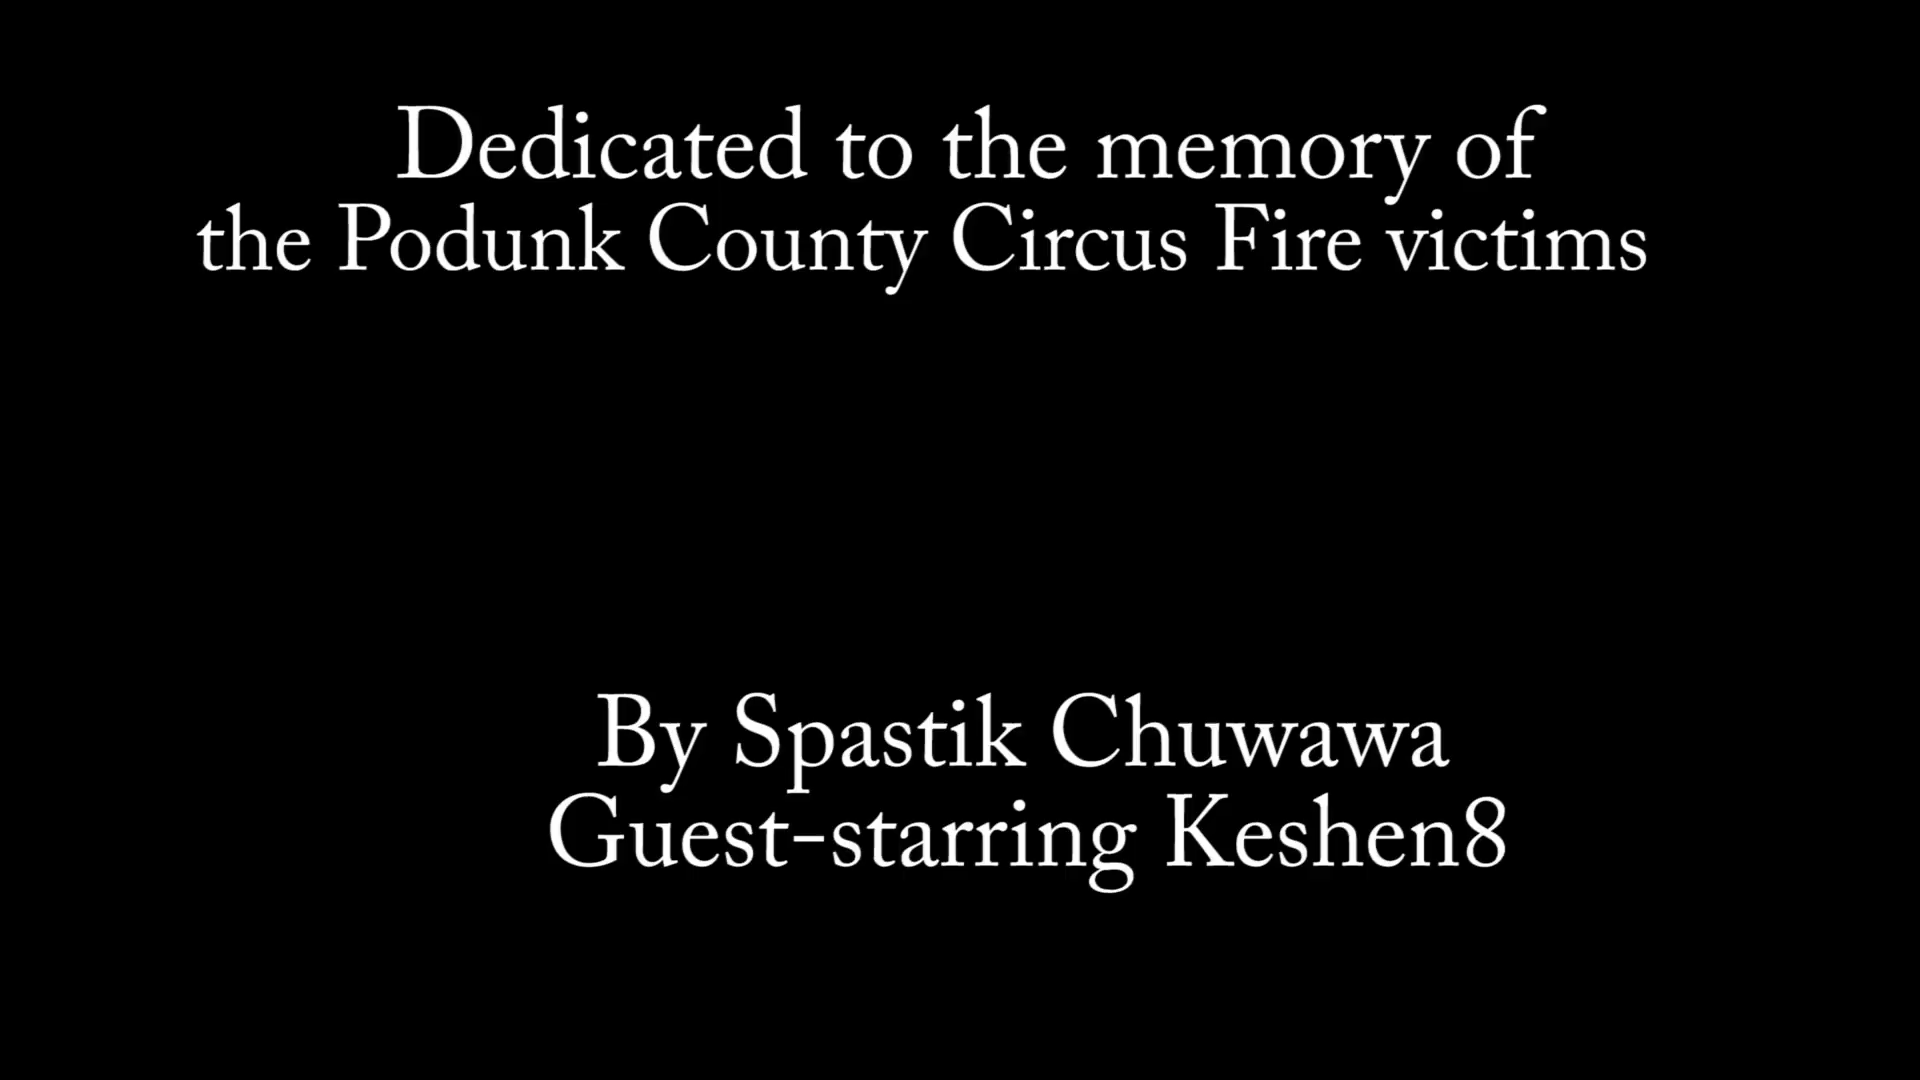 Dedicated to the memory of
the Podunk County Circus Fire victims
By Spastik Chuwawa
Guest-starring Keshen8